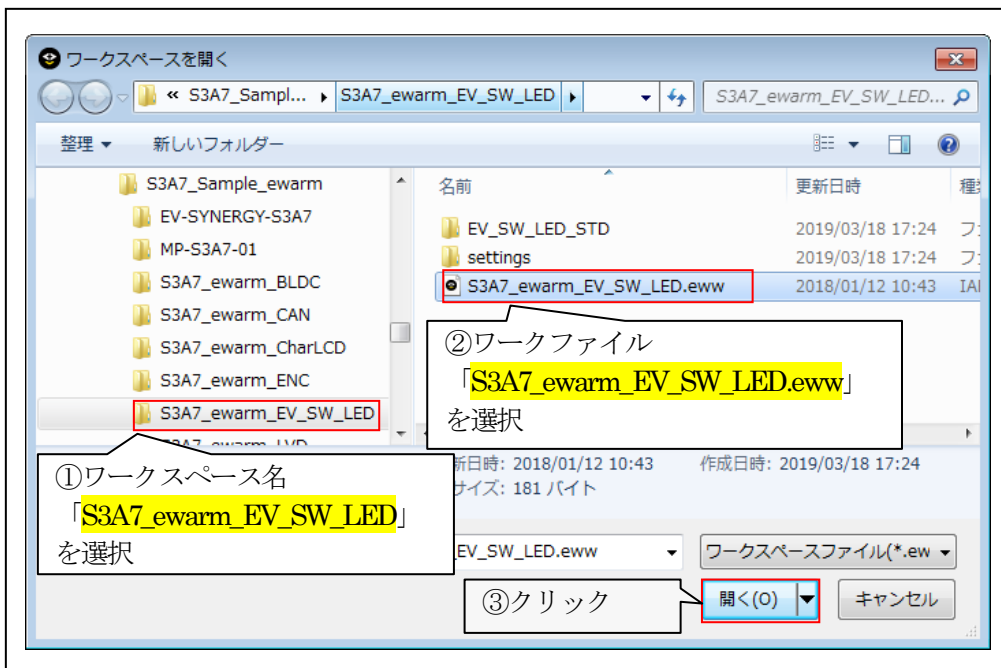 ワークスペースを開く
« S3A7_Sampl... ▸ S3A7_ewarm_EV_SW_LED ▸
S3A7_ewarm_EV_SW_LED...
整理 ▼ 新しいフォルダー
S3A7_Sample_ewarm
EV-SYNERGY-S3A7
MP-S3A7-01
S3A7_ewarm_BLDC
S3A7_ewarm_CAN
S3A7_ewarm_CharLCD
S3A7_ewarm_ENC
S3A7_ewarm_EV_SW_LED
名前 更新日時
EV_SW_LED_STD 2019/03/18 17:24
settings 2019/03/18 17:24
S3A7_ewarm_EV_SW_LED.eww 2018/01/12 10:43
②ワークファイル
「S3A7_ewarm_EV_SW_LED.eww」
を選択
①ワークスペース名
「S3A7_ewarm_EV_SW_LED」
を選択
新日時: 2018/01/12 10:43 作成日時: 2019/03/18 17:24
サイズ: 181 バイト
EV_SW_LED.eww ワークスペースファイル(*.ew
③クリック
開く(O) キャンセル